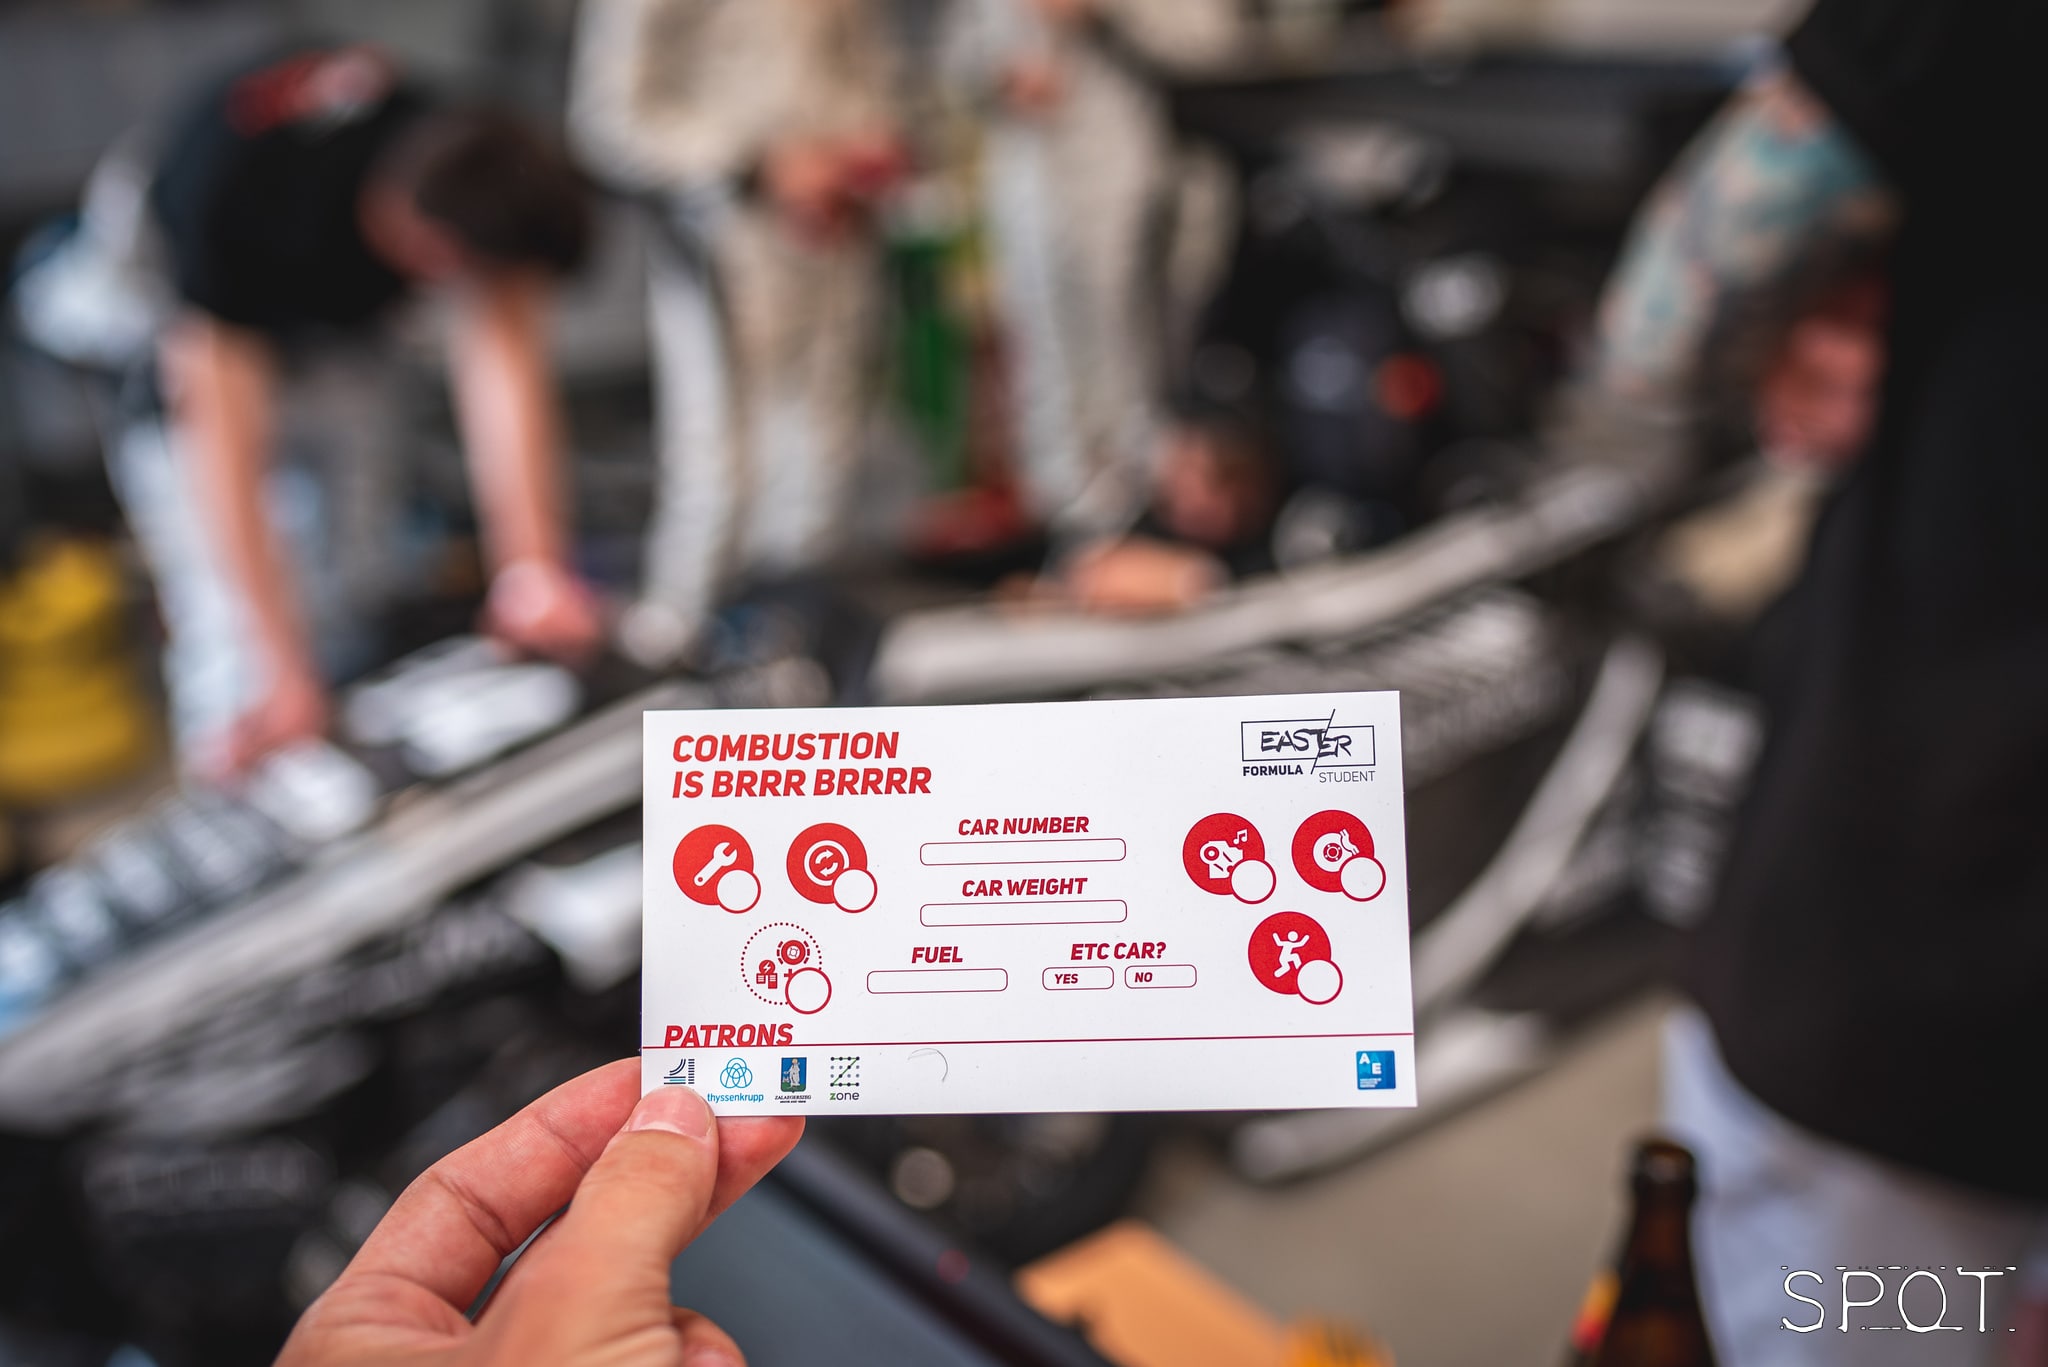 COMBUSTION
IS BRRR BRRRR
EASTER
FORMULA STUDENT
CAR NUMBER
CAR WEIGHT
FUEL
ETC CAR?
YES
NO
PATRONS
thyssenkrupp
ZALAEGERSZEG
zone
A
E
SPOT